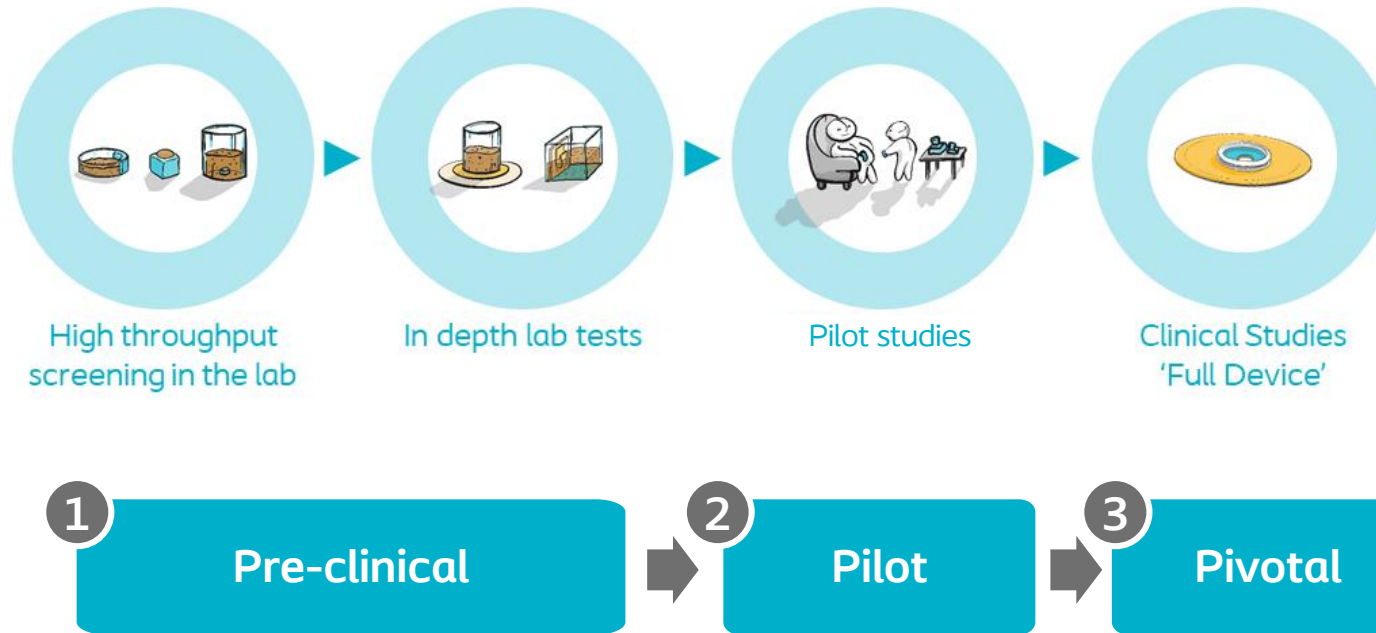 High throughput
screening in the lab
In depth lab tests
Pilot studies
Clinical Studies
'Full Device'
1
Pre-clinical
2
Pilot
3
Pivotal